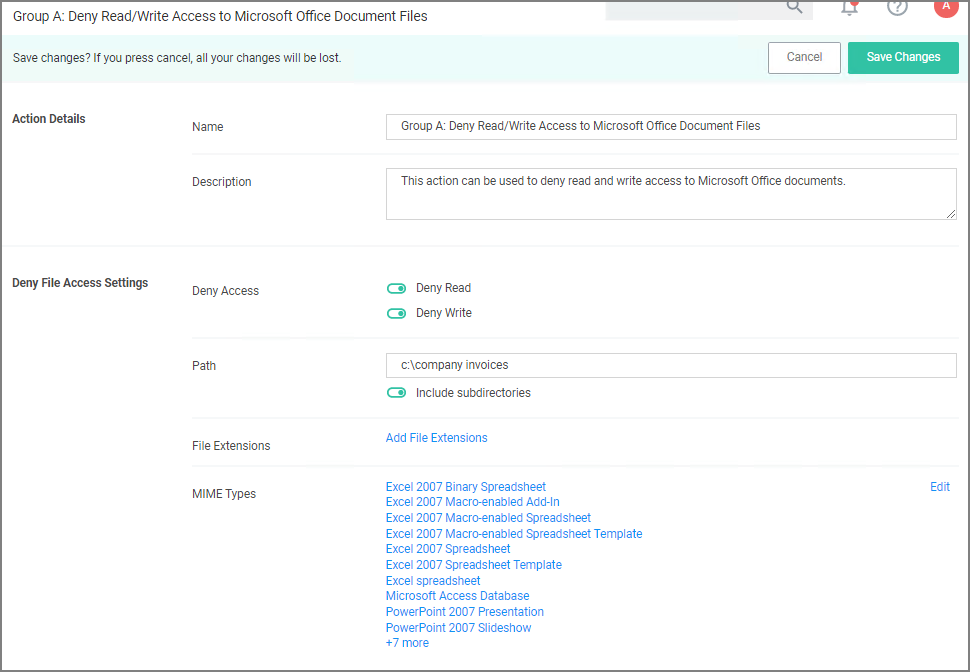 Group A: Deny Read/Write Access to Microsoft Office Document Files
A
Save changes? If you press cancel, all your changes will be lost.
Cancel
Save Changes
Action Details
Name
Group A: Deny Read/Write Access to Microsoft Office Document Files
Description
This action can be used to deny read and write access to Microsoft Office documents.
Deny File Access Settings
Deny Access
Deny Read
Deny Write
Path
c:\company invoices
Include subdirectories
File Extensions
Add File Extensions
MIME Types
Excel 2007 Binary Spreadsheet
Edit
Excel 2007 Macro-enabled Add-In
Excel 2007 Macro-enabled Spreadsheet
Excel 2007 Macro-enabled Spreadsheet Template
Excel 2007 Spreadsheet
Excel 2007 Spreadsheet Template
Excel spreadsheet
Microsoft Access Database
PowerPoint 2007 Presentation
PowerPoint 2007 Slideshow
+7 more